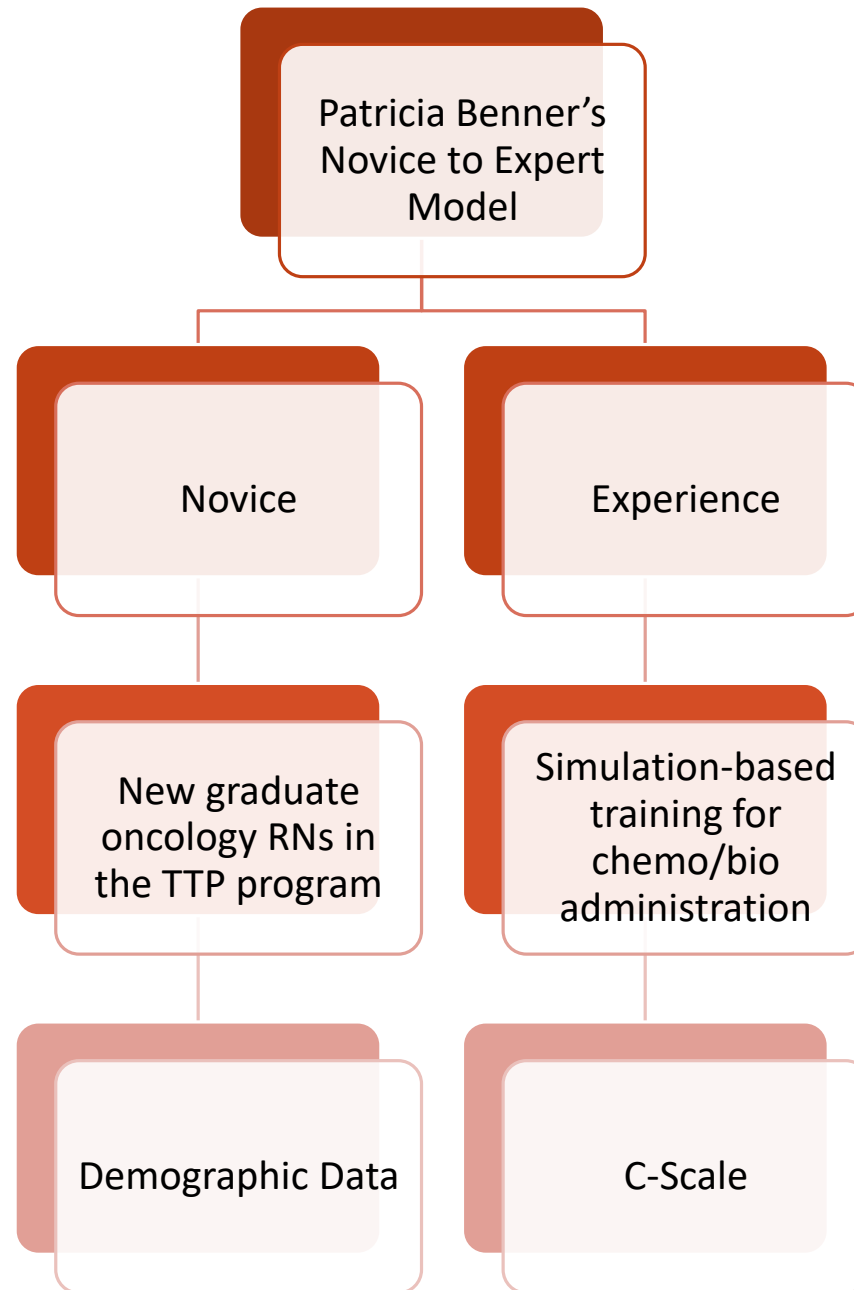 Patricia Benner’s
Novice to Expert
Model
Novice
Experience
New graduate
oncology RNs in
the TTP program
Simulation-based
training for
chemo/bio
administration
Demographic Data
C-Scale